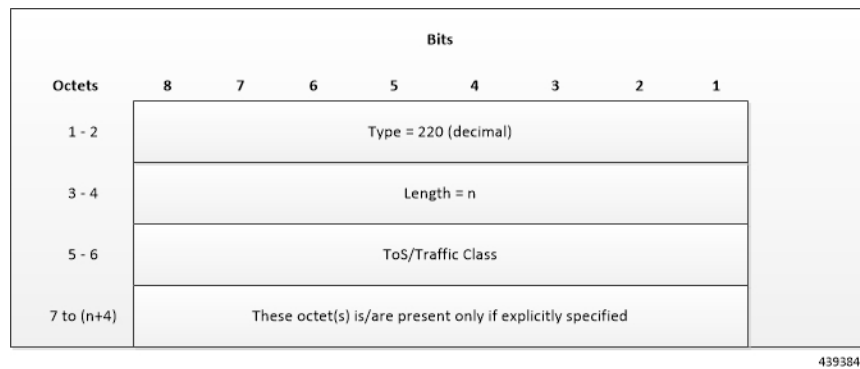 Bits
Octets 8 7 6 5 4 3 2 1
1 - 2 Type = 220 (decimal)
3 - 4 Length = n
5 - 6 ToS/Traffic Class
7 to (n+4) These octet(s) is/are present only if explicitly specified
439384